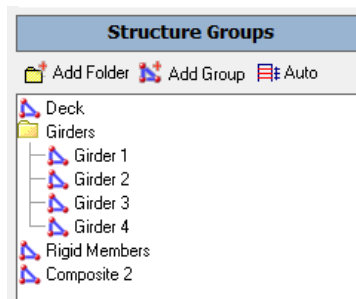 Structure Groups
Add Folder Add Group Auto
Deck
Girders
Girder 1
Girder 2
Girder 3
Girder 4
Rigid Members
Composite 2